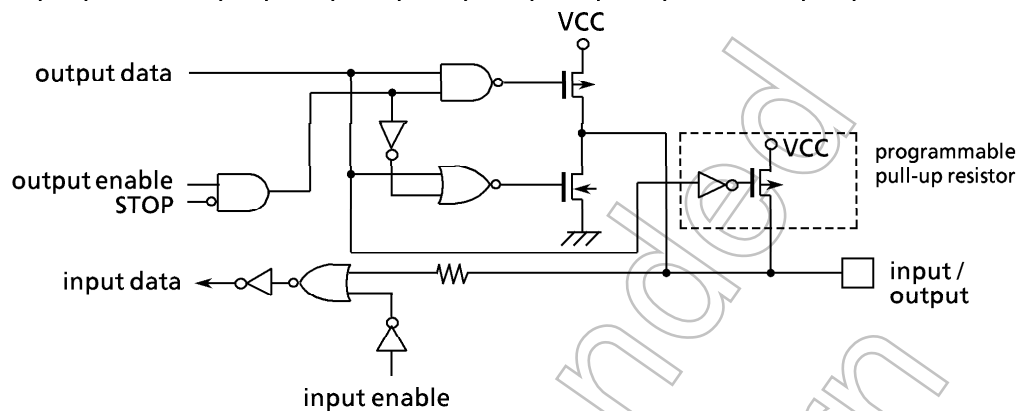 VCC
output data
VCC
programmable
pull-up resistor
output enable
STOP
input data
input /
output
input enable